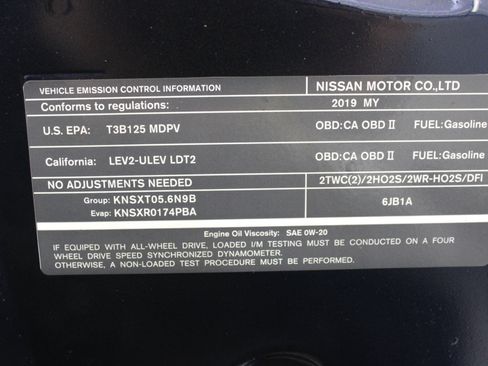 VEHICLE EMISSION CONTROL INFORMATION NISSAN MOTOR CO.,LTD
Conforms to regulations: 2019 MY
U.S. EPA: T3B125 MDPV OBD:CA OBD II FUEL:Gasoline
California: LEV2-ULEV LDT2 OBD:CA OBD II FUEL:Gasoline
NO ADJUSTMENTS NEEDED 2TWC(2)/2HO2S/2WR-HO2S/DFI
Group: KNSXT05.6N9B 6JB1A
Evap: KNSXR0174PBA
Engine Oil Viscosity: SAE 0W-20
IF EQUIPPED WITH ALL-WHEEL DRIVE, LOADED I/M TESTING MUST BE CONDUCTED ON A FOUR
WHEEL DRIVE SPEED SYNCHRONIZED DYNAMOMETER.
OTHERWISE, A NON-LOADED TEST PROCEDURE MUST BE PERFORMED.